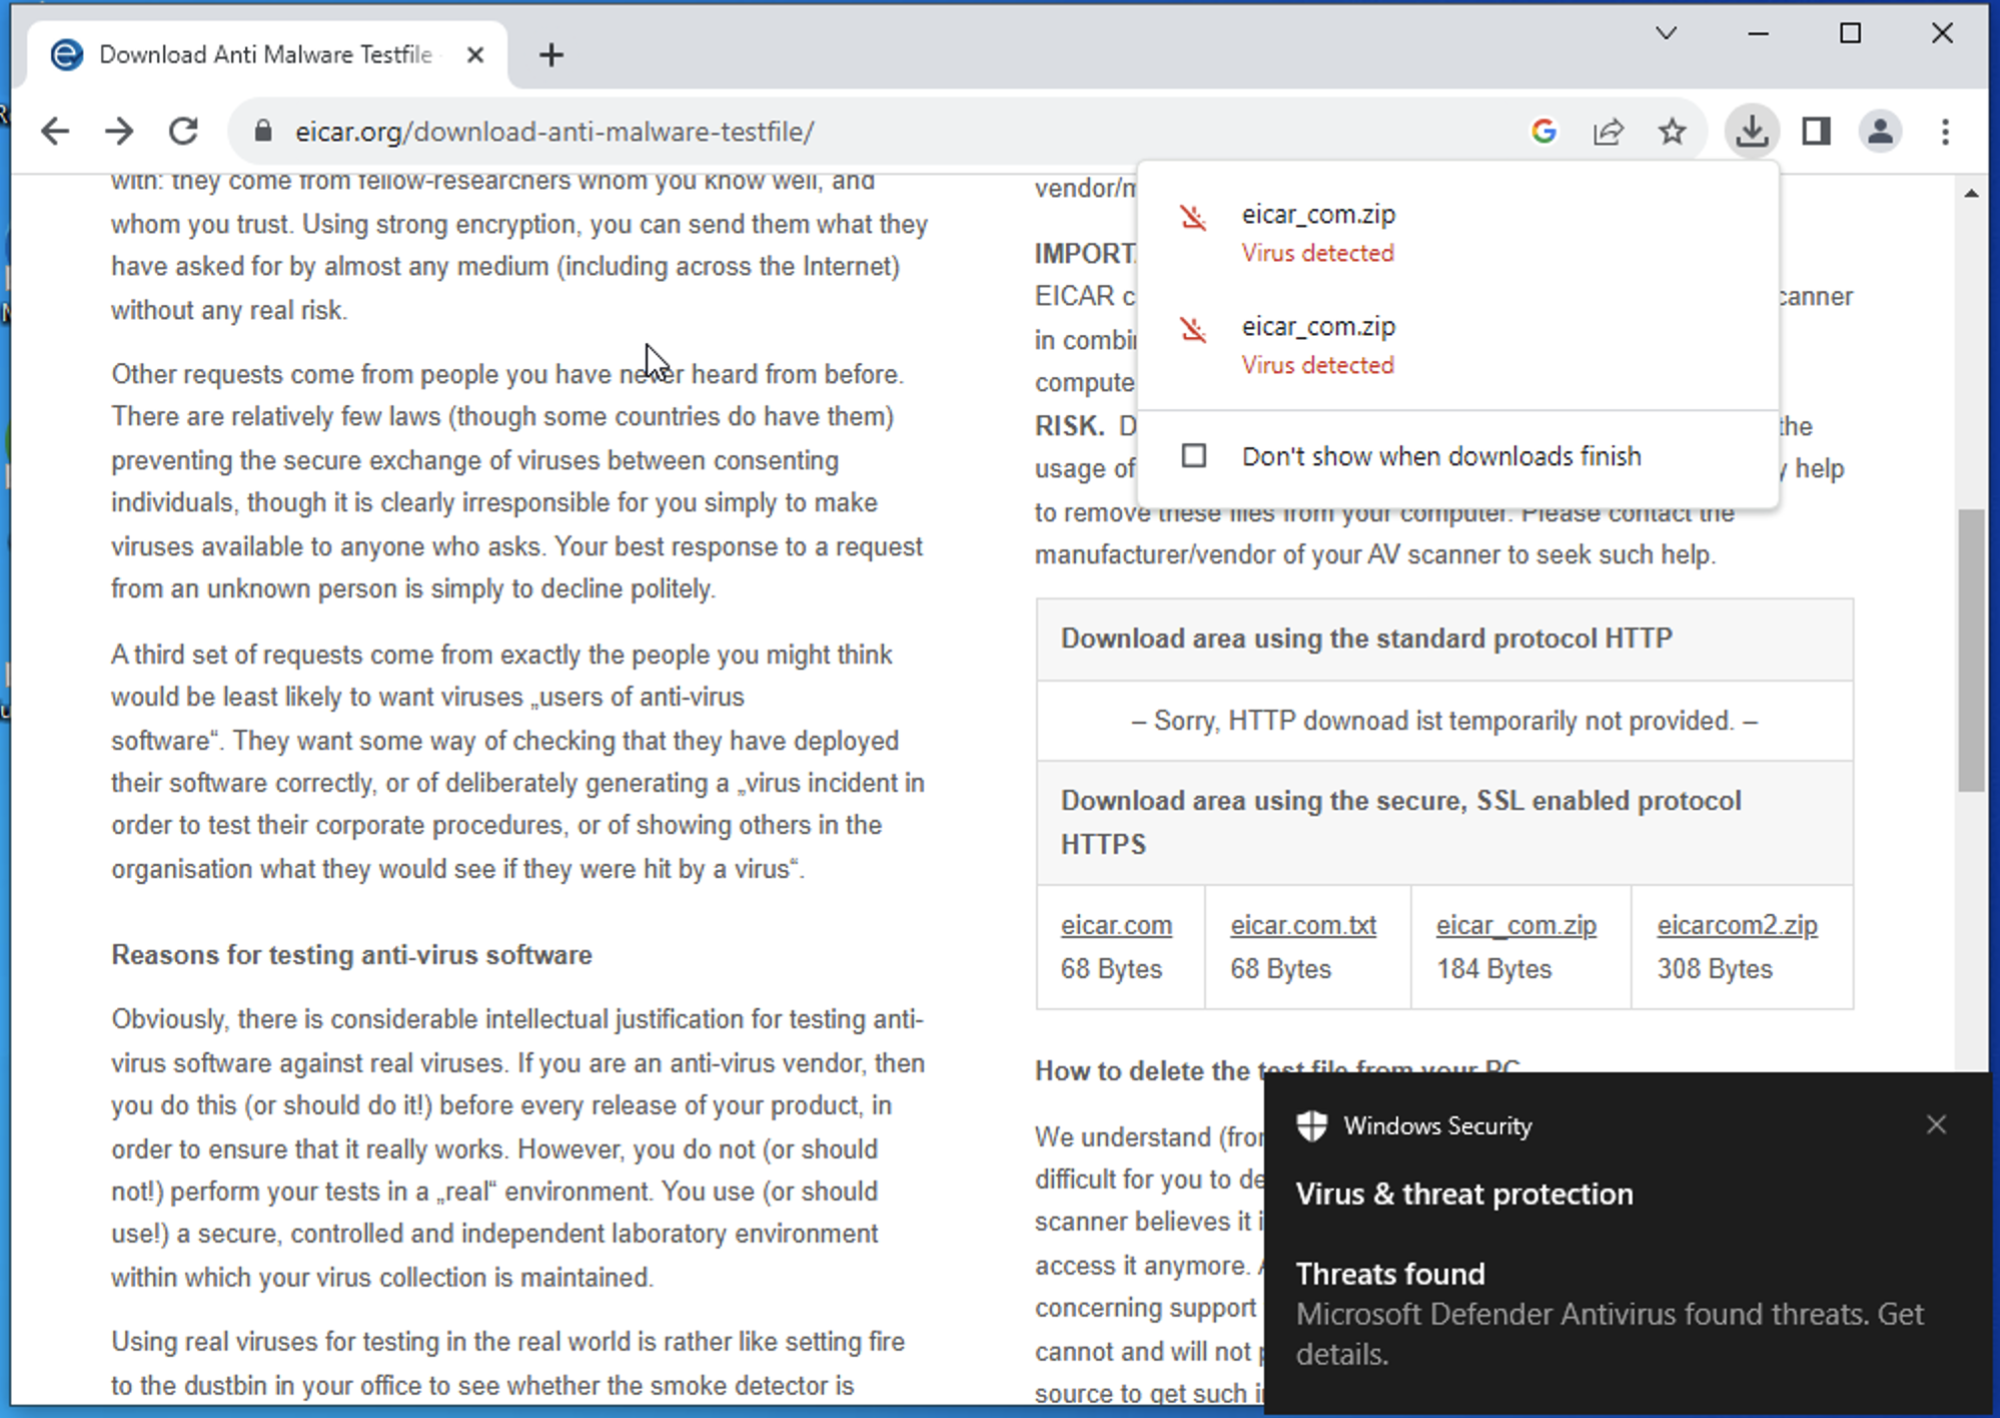 Download Anti Malware Testfile
eicar.org/download-anti-malware-testfile/
with: they come from fellow-researchers whom you know well, and
whom you trust. Using strong encryption, you can send them what they
have asked for by almost any medium (including across the Internet)
without any real risk.
Other requests come from people you have never heard from before.
There are relatively few laws (though some countries do have them)
preventing the secure exchange of viruses between consenting
individuals, though it is clearly irresponsible for you simply to make
viruses available to anyone who asks. Your best response to a request
from an unknown person is simply to decline politely.
A third set of requests come from exactly the people you might think
would be least likely to want viruses „users of anti-virus
software“. They want some way of checking that they have deployed
their software correctly, or of deliberately generating a „virus incident in
order to test their corporate procedures, or of showing others in the
organisation what they would see if they were hit by a virus“.
Reasons for testing anti-virus software
Obviously, there is considerable intellectual justification for testing anti-
virus software against real viruses. If you are an anti-virus vendor, then
you do this (or should do it!) before every release of your product, in
order to ensure that it really works. However, you do not (or should
not!) perform your tests in a „real“ environment. You use (or should
use!) a secure, controlled and independent laboratory environment
within which your virus collection is maintained.
Using real viruses for testing in the real world is rather like setting fire
to the dustbin in your office to see whether the smoke detector is
vendor/m
IMPORT
EICAR c canner
in combi
compute
RISK. D the
usage of y help
to remove these files from your computer. Please contact the
manufacturer/vendor of your AV scanner to seek such help.
eicar_com.zip
Virus detected
eicar_com.zip
Virus detected
Don't show when downloads finish
Download area using the standard protocol HTTP
– Sorry, HTTP downoad ist temporarily not provided. –
Download area using the secure, SSL enabled protocol
HTTPS
eicar.com eicar.com.txt eicar_com.zip eicarcom2.zip
68 Bytes 68 Bytes 184 Bytes 308 Bytes
How to delete the test file from your PC
We understand (fro
difficult for you to de
scanner believes it i
access it anymore.
concerning support
cannot and will not p
source to get such i
Windows Security
Virus & threat protection
Threats found
Microsoft Defender Antivirus found threats. Get
details.